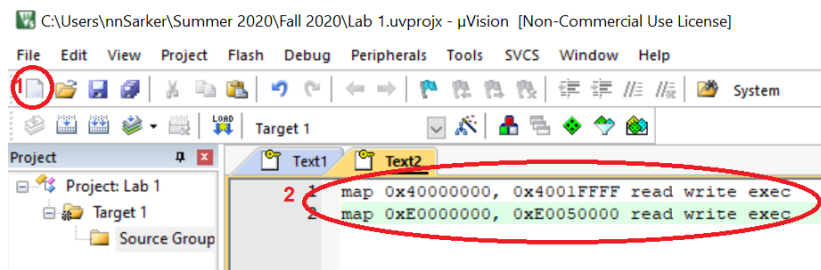 C:\Users\nnSarker\Summer 2020\Fall 2020\Lab 1.uvprojx - µVision [Non-Commercial Use License]
File Edit View Project Flash Debug Peripherals Tools SVCS Window Help
1 System
LOAD Target 1
Project Text1 Text2
Project: Lab 1 2 1 map 0x40000000, 0x4001FFFF read write exec
Target 1 2 map 0xE0000000, 0xE0050000 read write exec
Source Group